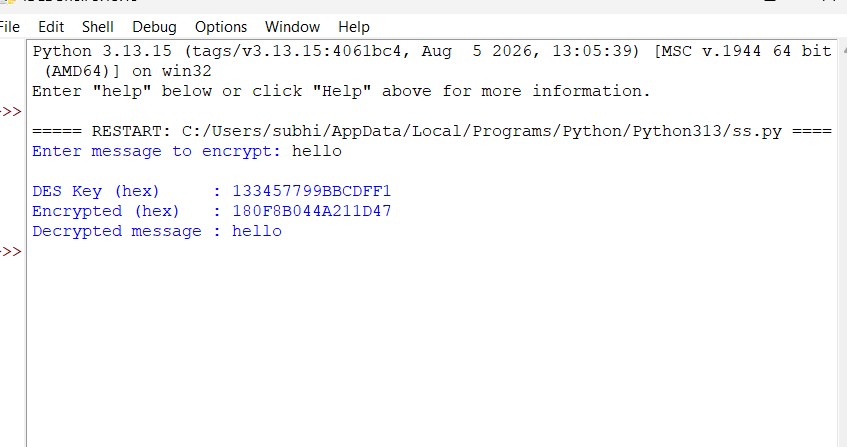 File Edit Shell Debug Options Window Help
Python 3.13.15 (tags/v3.13.15:4061bc4, Aug  5 2026, 13:05:39) [MSC v.1944 64 bit
 (AMD64)] on win32
Enter "help" below or click "Help" above for more information.
>>>
===== RESTART: C:/Users/subhi/AppData/Local/Programs/Python/Python313/ss.py ====
Enter message to encrypt: hello
DES Key (hex)     : 133457799BBCDFF1
Encrypted (hex)   : 180F8B044A211D47
Decrypted message : hello
>>>